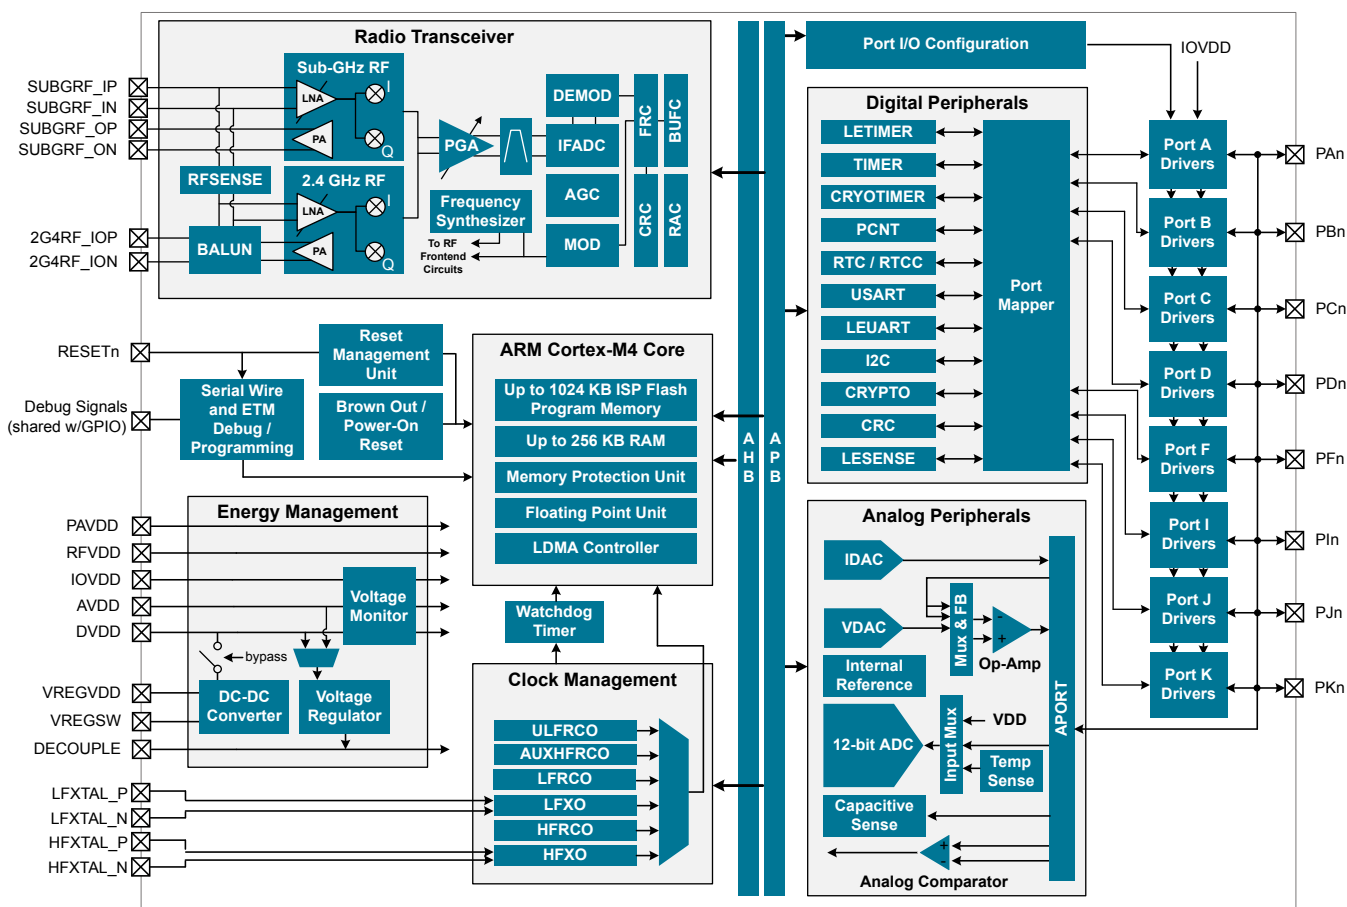 Radio Transceiver
SUBGRF_IP
SUBGRF_IN
SUBGRF_OP
SUBGRF_ON
2G4RF_IOP
2G4RF_ION
Sub-GHz RF
LNA
I
PA
Q
RFSENSE
2.4 GHz RF
LNA
I
PA
Q
BALUN
PGA
Frequency
Synthesizer
To RF
Frontend
Circuits
DEMOD
IFADC
AGC
MOD
FRC
BUFC
CRC
RAC
RESETn
Debug Signals
(shared w/GPIO)
Reset
Management
Unit
Serial Wire
and ETM
Debug /
Programming
Brown Out /
Power-On
Reset
ARM Cortex-M4 Core
Up to 1024 KB ISP Flash
Program Memory
Up to 256 KB RAM
Memory Protection Unit
Floating Point Unit
LDMA Controller
Watchdog
Timer
Energy Management
PAVDD
RFVDD
IOVDD
AVDD
DVDD
VREGVDD
VREGSW
DECOUPLE
Voltage
Monitor
bypass
DC-DC
Converter
Voltage
Regulator
Clock Management
LFXTAL_P
LFXTAL_N
HFXTAL_P
HFXTAL_N
ULFRCO
AUXHFRCO
LFRCO
LFXO
HFRCO
HFXO
A
H
B
A
P
B
Port I/O Configuration
IOVDD
Digital Peripherals
LETIMER
TIMER
CRYOTIMER
PCNT
RTC / RTCC
USART
LEUART
I2C
CRYPTO
CRC
LESENSE
Port
Mapper
Analog Peripherals
IDAC
VDAC
Mux & FB
-
+
Op-Amp
Internal
Reference
12-bit ADC
Input Mux
VDD
Temp
Sense
Capacitive
Sense
+
-
Analog Comparator
APORT
Port A
Drivers
Port B
Drivers
Port C
Drivers
Port D
Drivers
Port F
Drivers
Port I
Drivers
Port J
Drivers
Port K
Drivers
PAn
PBn
PCn
PDn
PFn
PIn
PJn
PKn